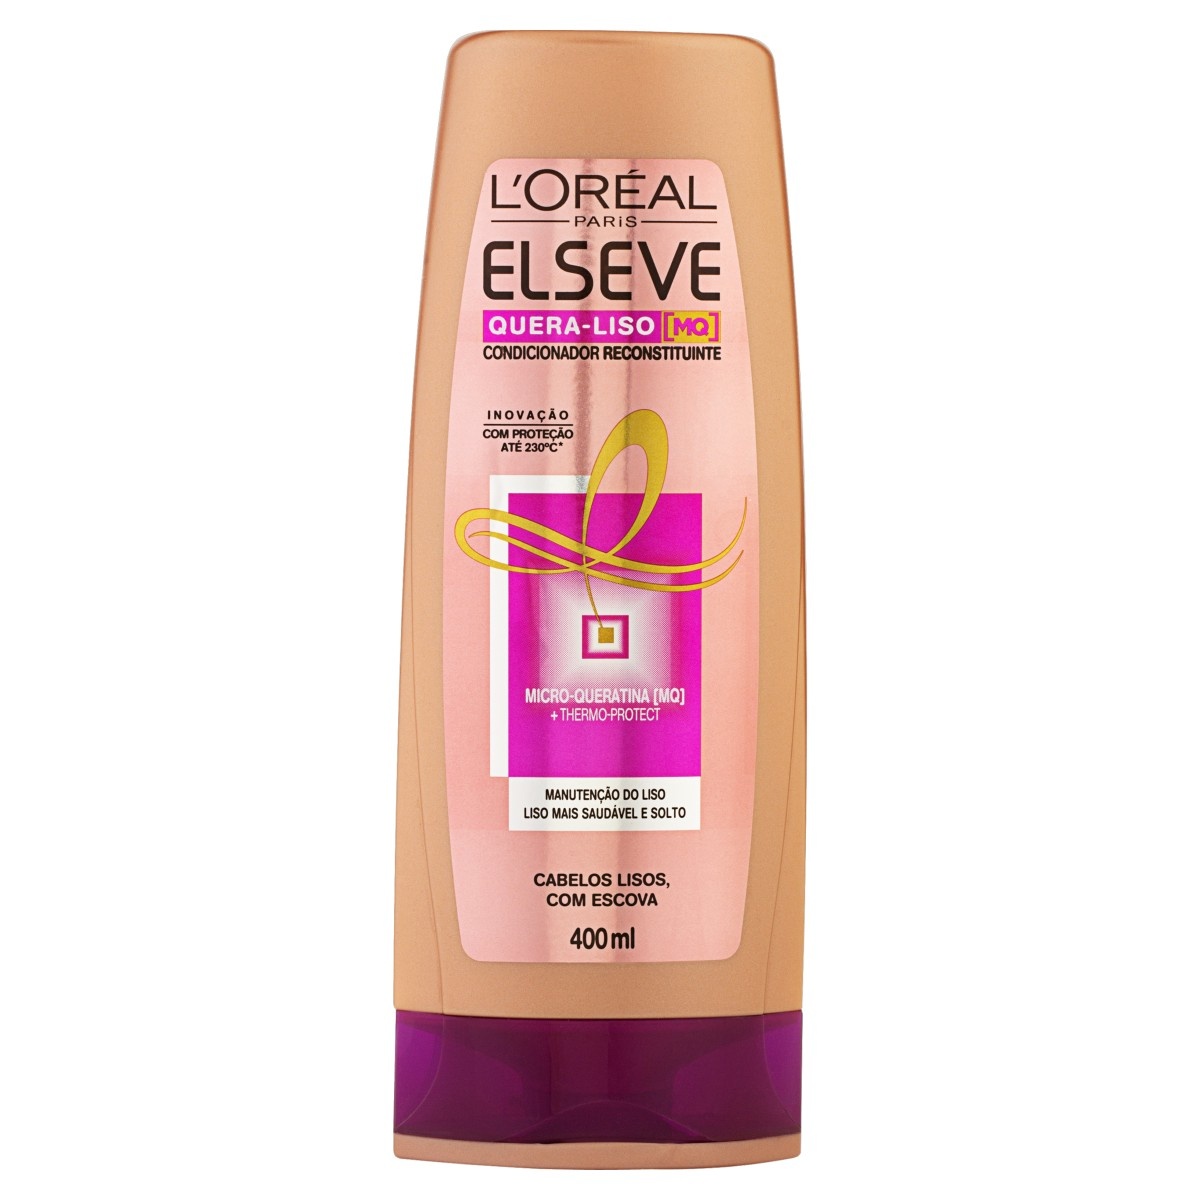 L'ORÉAL
PARiS
ELSEVE
QUERA-LISO [MQ]
CONDICIONADOR RECONSTITUINTE
INOVAÇÃO
COM PROTEÇÃO
ATÉ 230ºC*
MICRO-QUERATINA [MQ]
+ THERMO-PROTECT
MANUTENÇÃO DO LISO
LISO MAIS SAUDÁVEL E SOLTO
CABELOS LISOS,
COM ESCOVA
400ml